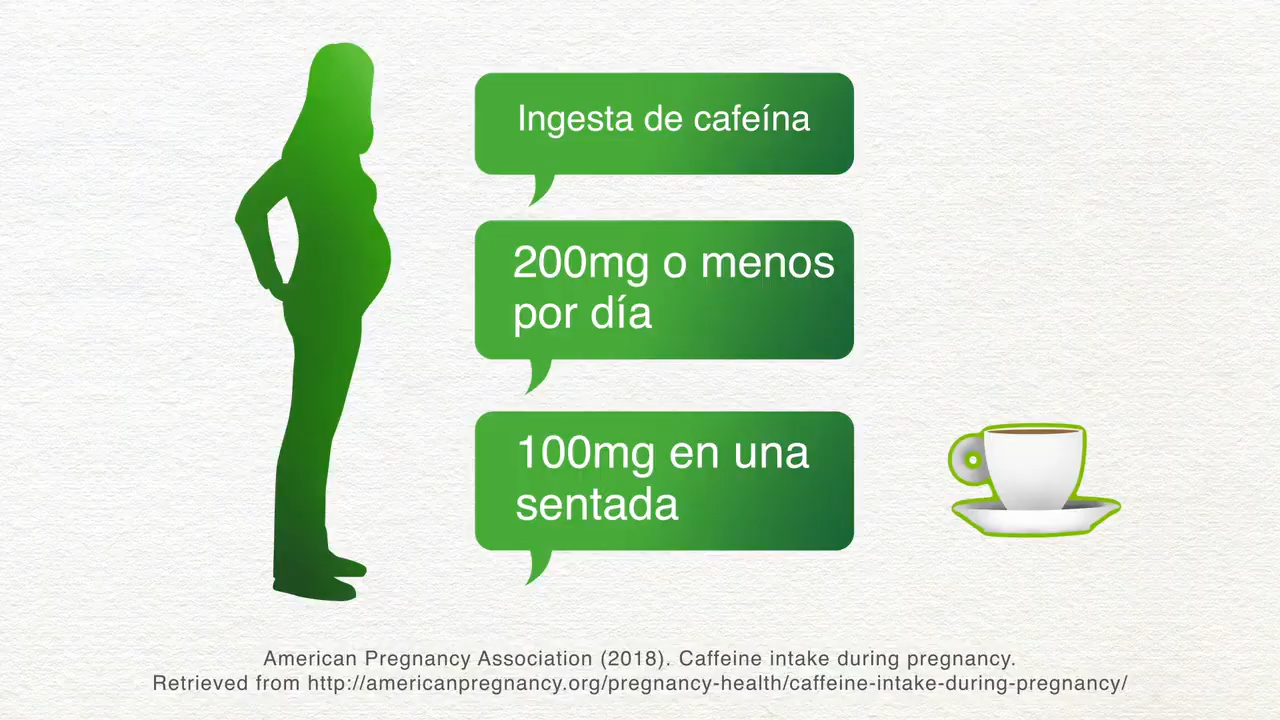 Ingesta de cafeína
200mg o menos
por día
100mg en una
sentada
American Pregnancy Association (2018). Caffeine intake during pregnancy.
Retrieved from http://americanpregnancy.org/pregnancy-health/caffeine-intake-during-pregnancy/